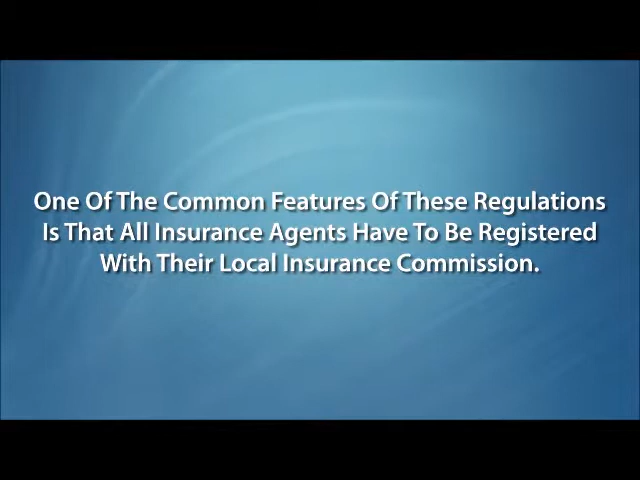 One Of The Common Features Of These Regulations
Is That All Insurance Agents Have To Be Registered
With Their Local Insurance Commission.